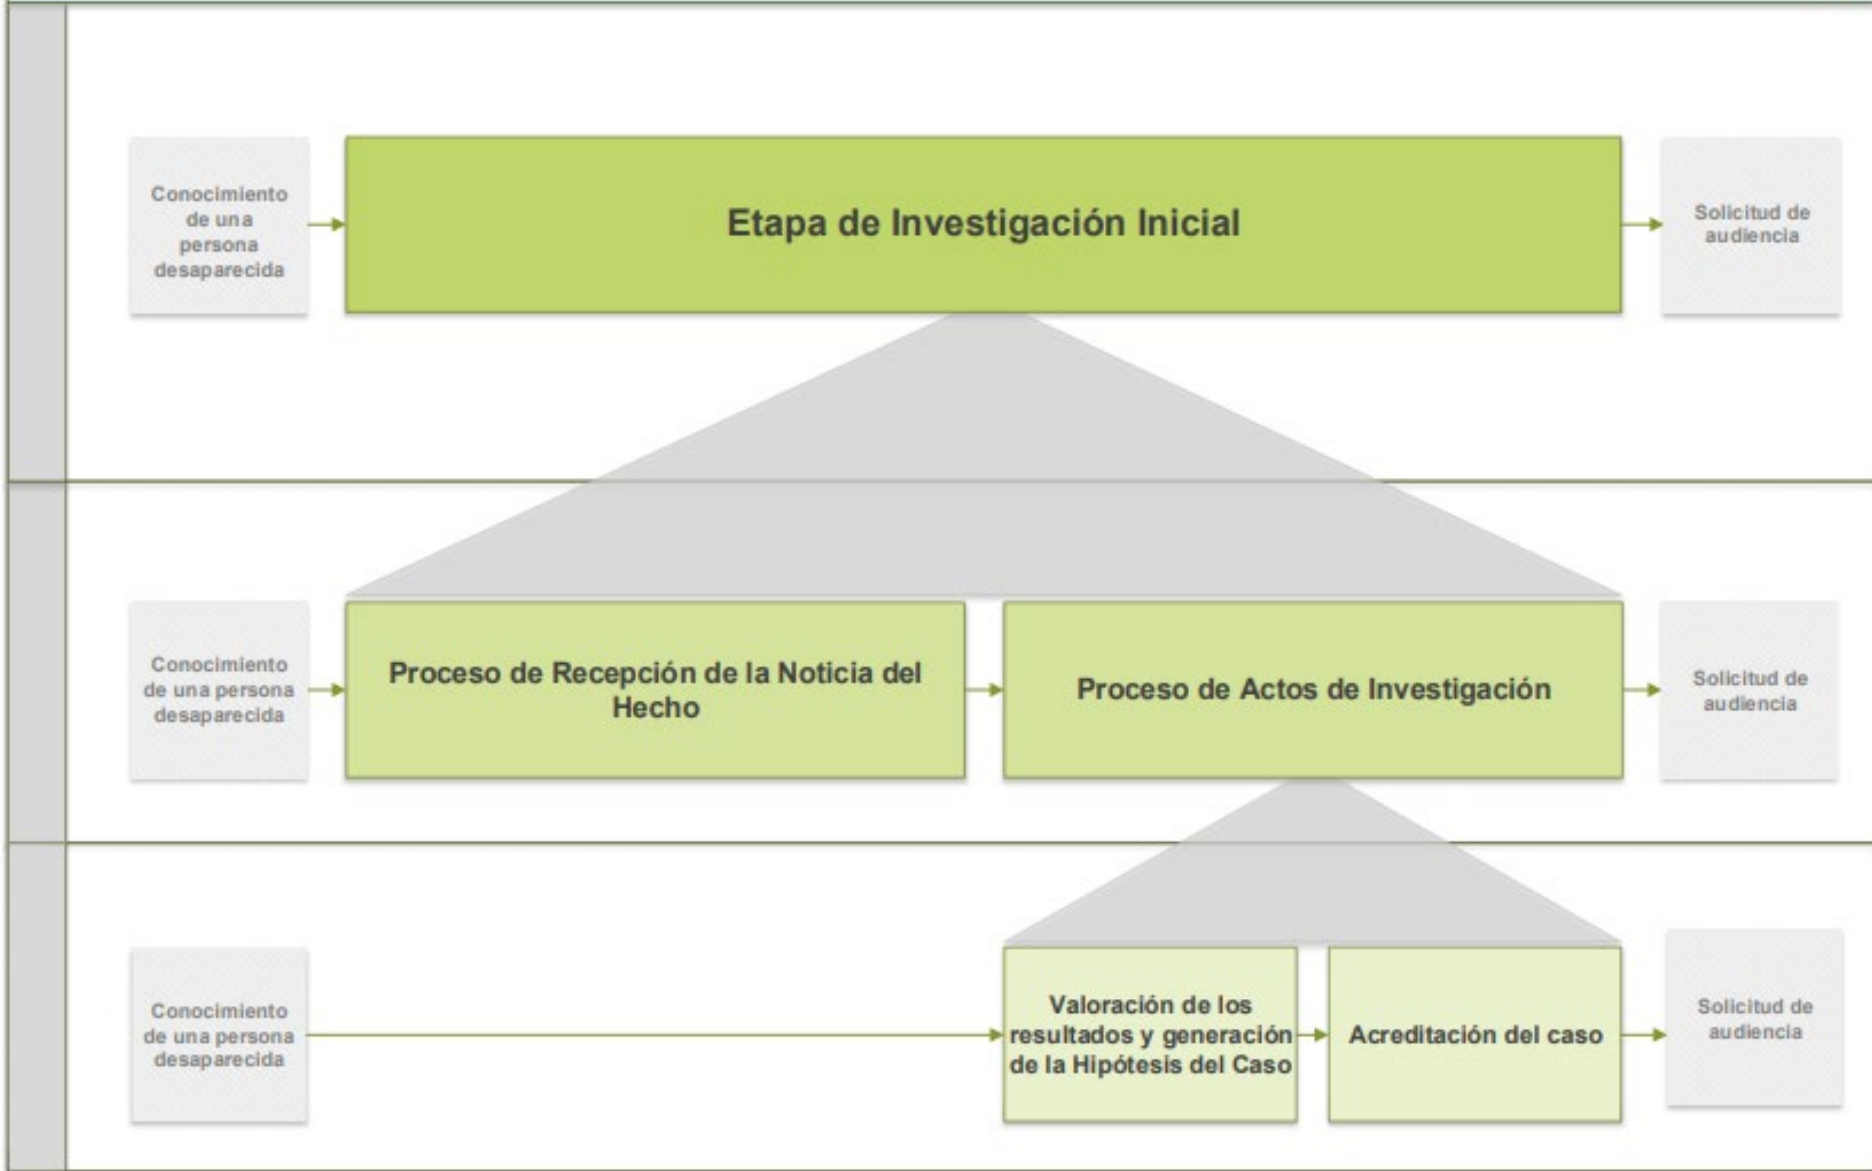 Conocimiento
de una
persona
desaparecida
Etapa de Investigación Inicial
Solicitud de
audiencia
Conocimiento
de una persona
desaparecida
Proceso de Recepción de la Noticia del
Hecho
Proceso de Actos de Investigación
Solicitud de
audiencia
Conocimiento
de una persona
desaparecida
Valoración de los
resultados y generación
de la Hipótesis del Caso
Acreditación del caso
Solicitud de
audiencia